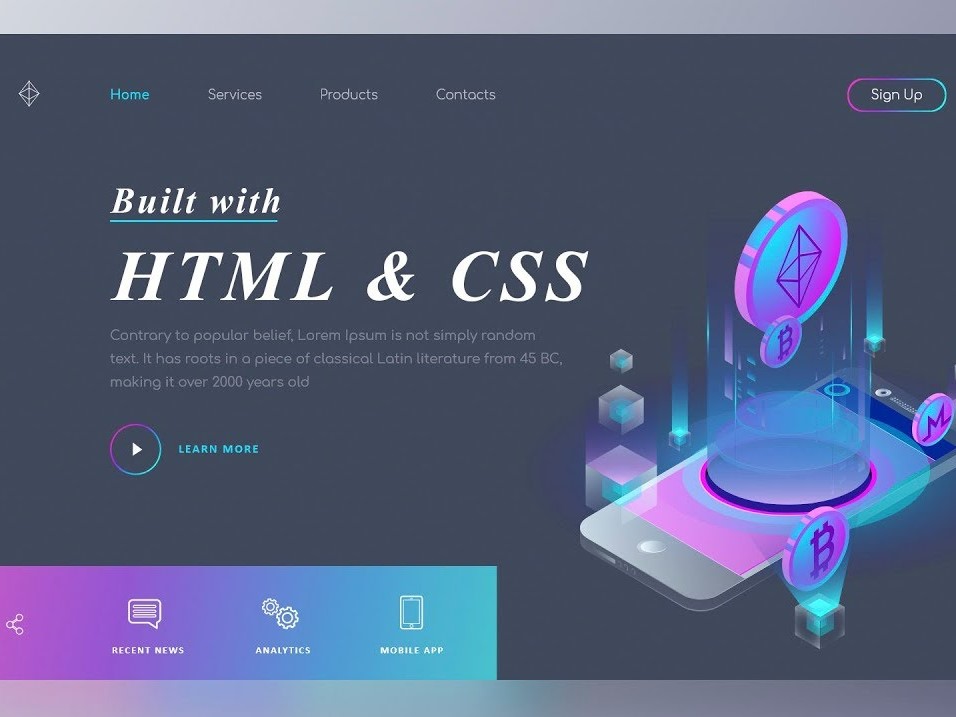 Home Services Products Contacts Sign Up
Built with
HTML & CSS
Contrary to popular belief, Lorem Ipsum is not simply random
text. It has roots in a piece of classical Latin literature from 45 BC,
making it over 2000 years old
LEARN MORE
RECENT NEWS ANALYTICS MOBILE APP